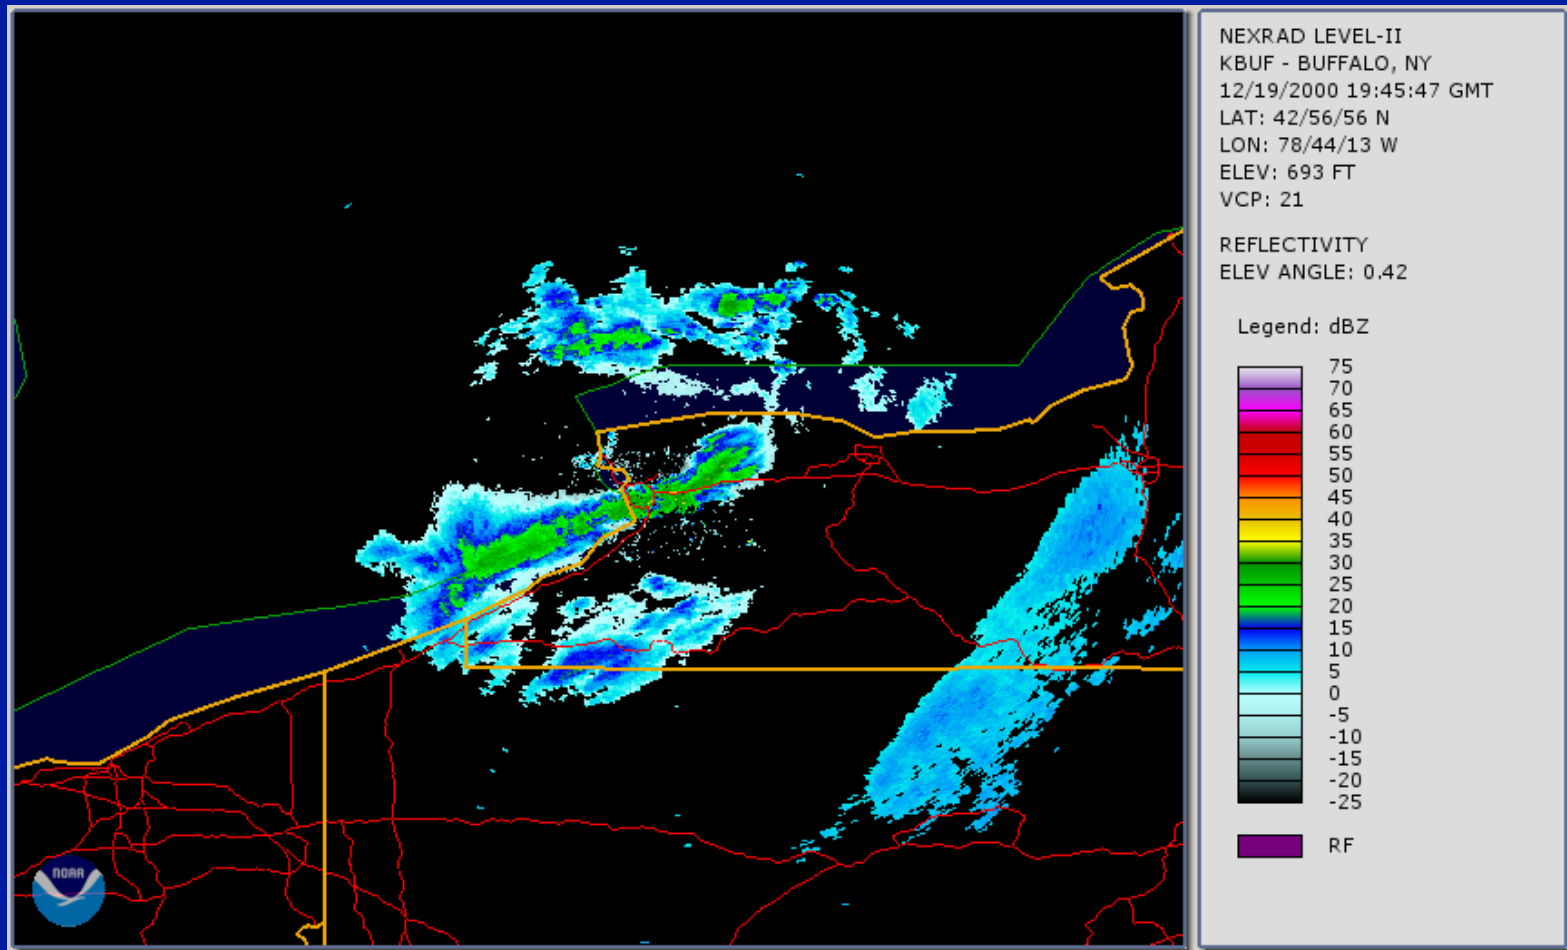 NEXRAD LEVEL-II
KBUF - BUFFALO, NY
12/19/2000 19:45:47 GMT
LAT: 42/56/56 N
LON: 78/44/13 W
ELEV: 693 FT
VCP: 21
REFLECTIVITY
ELEV ANGLE: 0.42
Legend: dBZ
75
70
65
60
55
50
45
40
35
30
25
20
15
10
5
0
-5
-10
-15
-20
-25
RF
NOAA